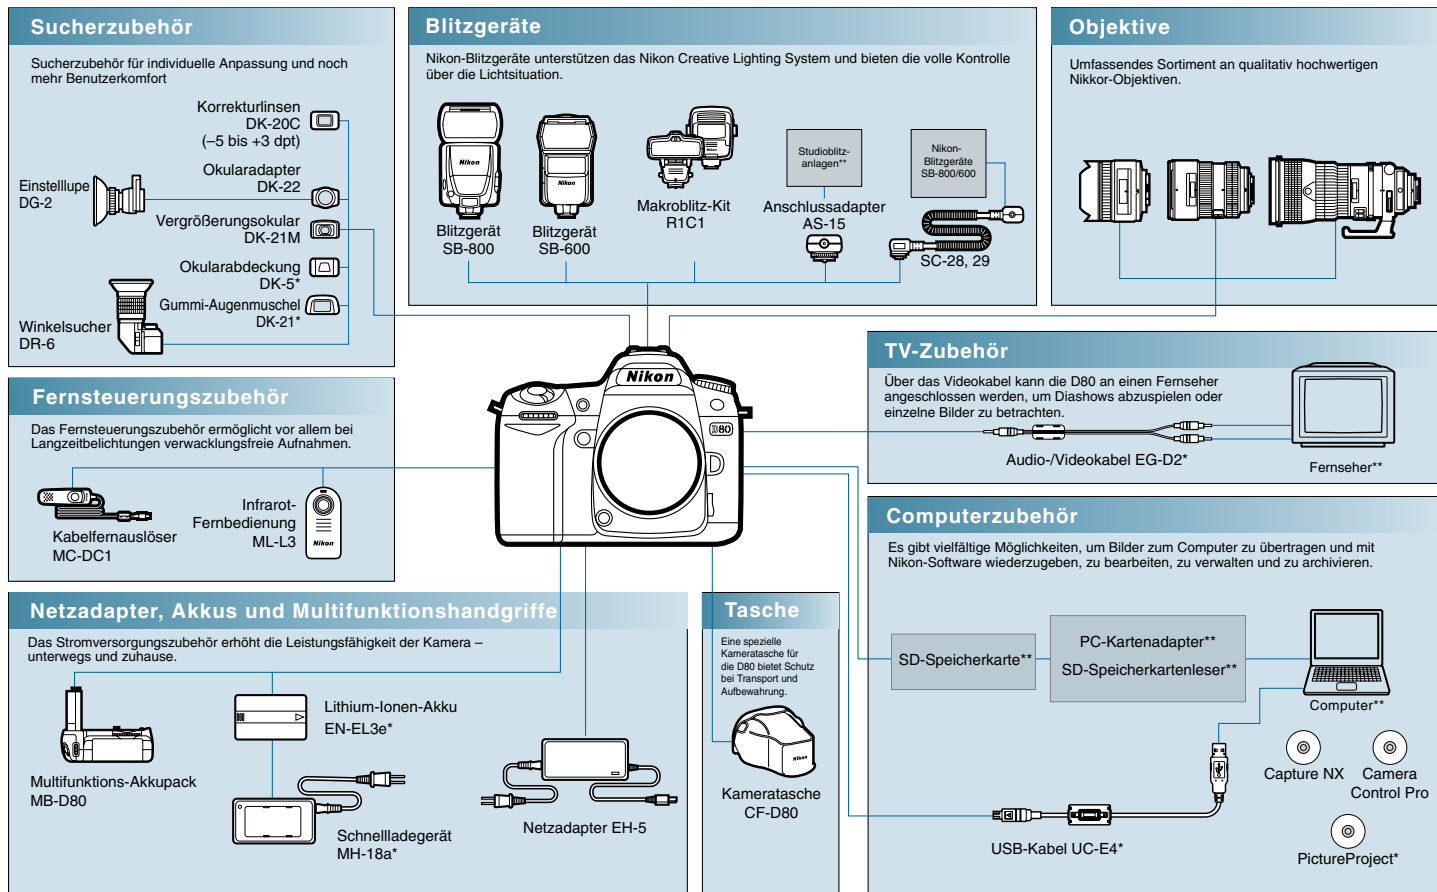 Sucherzubehör
Sucherzubehör für individuelle Anpassung und noch
mehr Benutzerkomfort
Korrekturlinsen
DK-20C
(–5 bis +3 dpt)
Okularadapter
DK-22
Einstelllupe
DG-2
Vergrößerungsokular
DK-21M
Okularabdeckung
DK-5*
Gummi-Augenmuschel
DK-21*
Winkelsucher
DR-6
Blitzgeräte
Nikon-Blitzgeräte unterstützen das Nikon Creative Lighting System und bieten die volle Kontrolle
über die Lichtsituation.
Nikon
Blitzgerät
SB-800
Nikon
Blitzgerät
SB-600
Makroblitz-Kit
R1C1
Studioblitz-
anlagen**
Anschlussadapter
AS-15
Nikon-
Blitzgeräte
SB-800/600
SC-28, 29
Objektive
Umfassendes Sortiment an qualitativ hochwertigen
Nikkor-Objektiven.
Nikon
D80
Fernsteuerungszubehör
Das Fernsteuerungszubehör ermöglicht vor allem bei
Langzeitbelichtungen verwacklungsfreie Aufnahmen.
Kabelfernauslöser
MC-DC1
Infrarot-
Fernbedienung
ML-L3
Nikon
TV-Zubehör
Über das Videokabel kann die D80 an einen Fernseher
angeschlossen werden, um Diashows abzuspielen oder
einzelne Bilder zu betrachten.
Audio-/Videokabel EG-D2*
Fernseher**
Netzadapter, Akkus und Multifunktionshandgriffe
Das Stromversorgungszubehör erhöht die Leistungsfähigkeit der Kamera –
unterwegs und zuhause.
Multifunktions-Akkupack
MB-D80
Lithium-Ionen-Akku
EN-EL3e*
Schnellladegerät
MH-18a*
Netzadapter EH-5
Tasche
Eine spezielle
Kameratasche für
die D80 bietet Schutz
bei Transport und
Aufbewahrung.
Nikon
Kameratasche
CF-D80
Computerzubehör
Es gibt vielfältige Möglichkeiten, um Bilder zum Computer zu übertragen und mit
Nikon-Software wiederzugeben, zu bearbeiten, zu verwalten und zu archivieren.
SD-Speicherkarte**
PC-Kartenadapter**
SD-Speicherkartenleser**
Computer**
Capture NX
Camera
Control Pro
PictureProject*
USB-Kabel UC-E4*